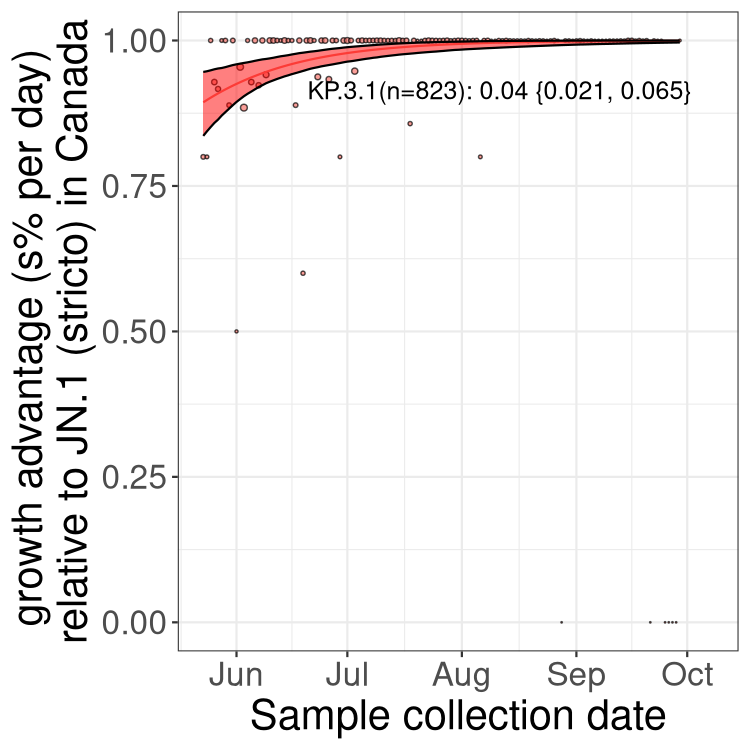 growth advantage (s% per day)
relative to JN.1 (stricto) in Canada
1.00
0.75
0.50
0.25
0.00
KP.3.1(n=823): 0.04 {0.021, 0.065}
Jun Jul Aug Sep Oct
Sample collection date